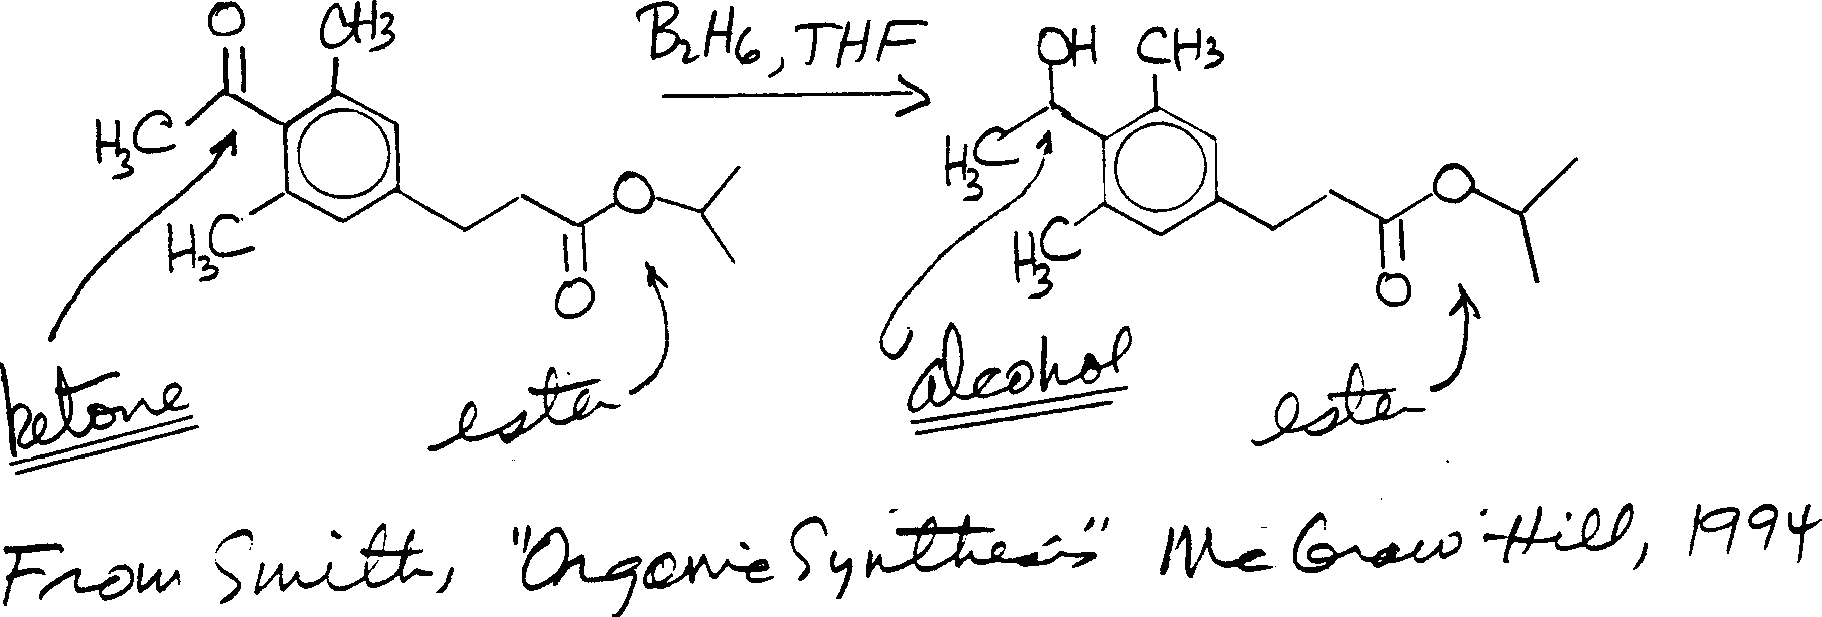 O CH3 B2H6, THF OH CH3
H3C H3C
O O
H3C H3C
O O
ketone ester alcohol ester
From Smith, "Organic Synthesis" McGraw-Hill, 1994